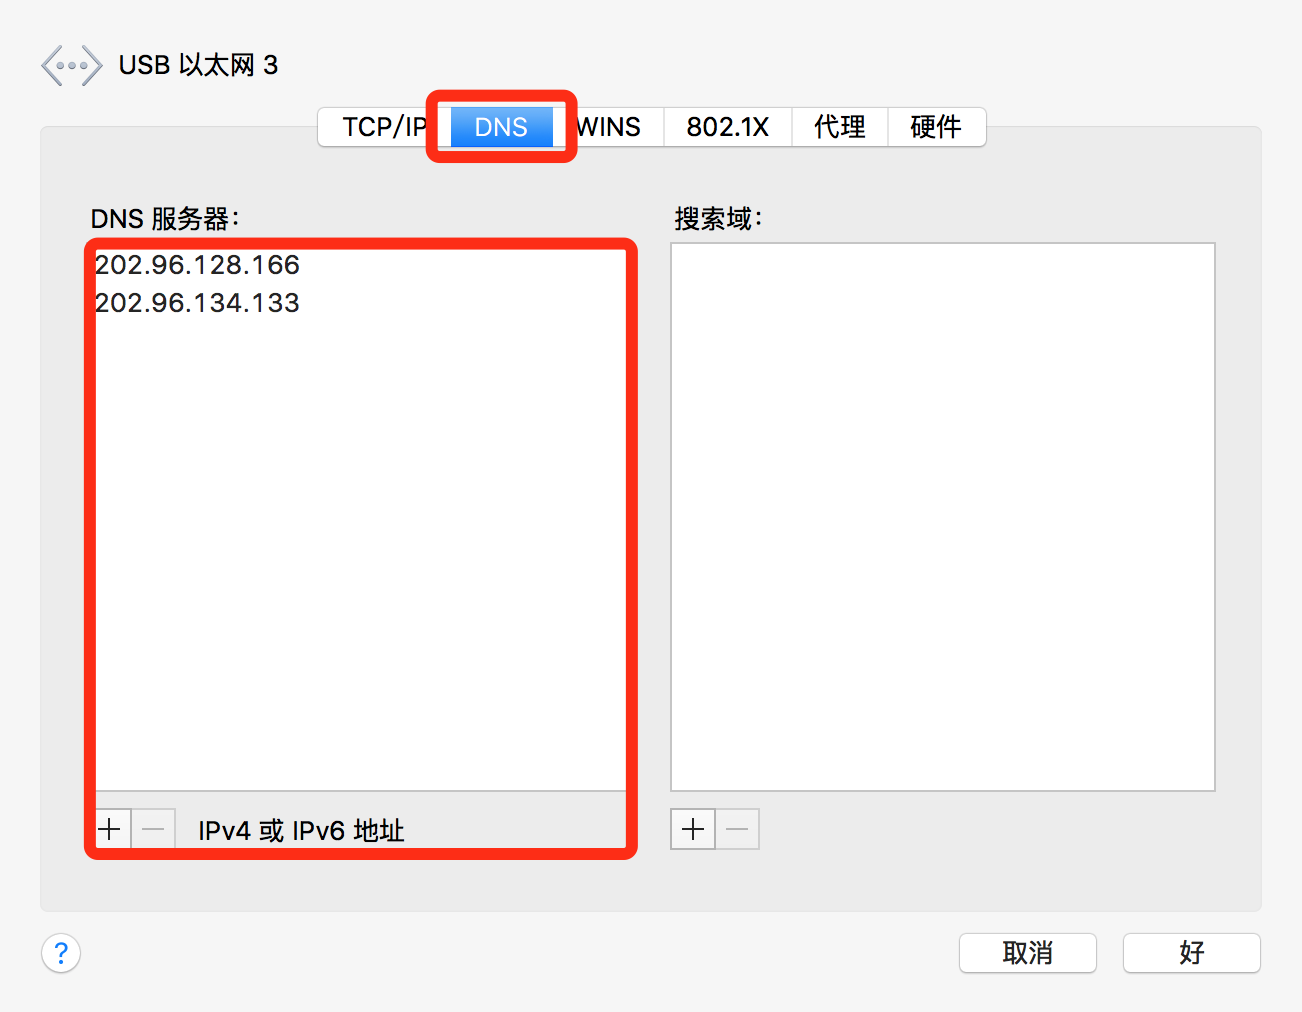 USB 以太网 3
TCP/IP DNS WINS 802.1X 代理 硬件
DNS 服务器：
202.96.128.166
202.96.134.133
IPv4 或 IPv6 地址
搜索域：
?
取消 好